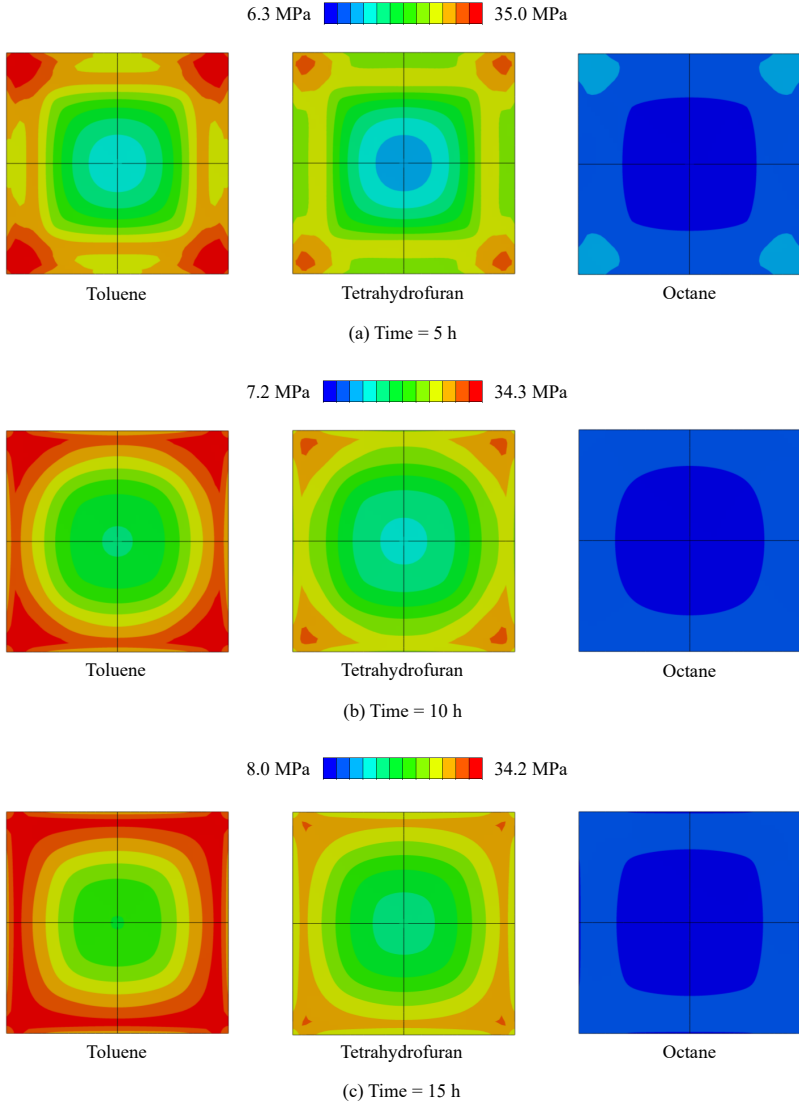 6.3 MPa 35.0 MPa
Toluene Tetrahydrofuran Octane
(a) Time = 5 h
7.2 MPa 34.3 MPa
Toluene Tetrahydrofuran Octane
(b) Time = 10 h
8.0 MPa 34.2 MPa
Toluene Tetrahydrofuran Octane
(c) Time = 15 h